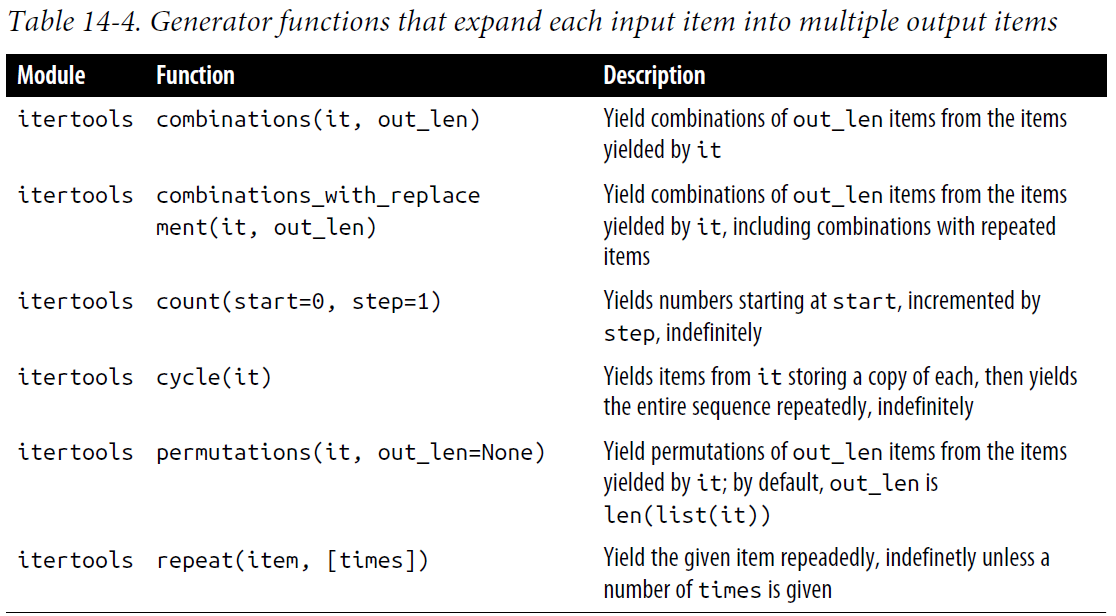 Table 14-4. Generator functions that expand each input item into multiple output items
Module Function Description
itertools combinations(it, out_len) Yield combinations of out_len items from the items
yielded by it
itertools combinations_with_replace Yield combinations of out_len items from the items
ment(it, out_len) yielded by it, including combinations with repeated
items
itertools count(start=0, step=1) Yields numbers starting at start, incremented by
step, indefinitely
itertools cycle(it) Yields items from it storing a copy of each, then yields
the entire sequence repeatedly, indefinitely
itertools permutations(it, out_len=None) Yield permutations of out_len items from the items
yielded by it; by default, out_len is
len(list(it))
itertools repeat(item, [times]) Yield the given item repeadedly, indefinetly unless a
number of times is given